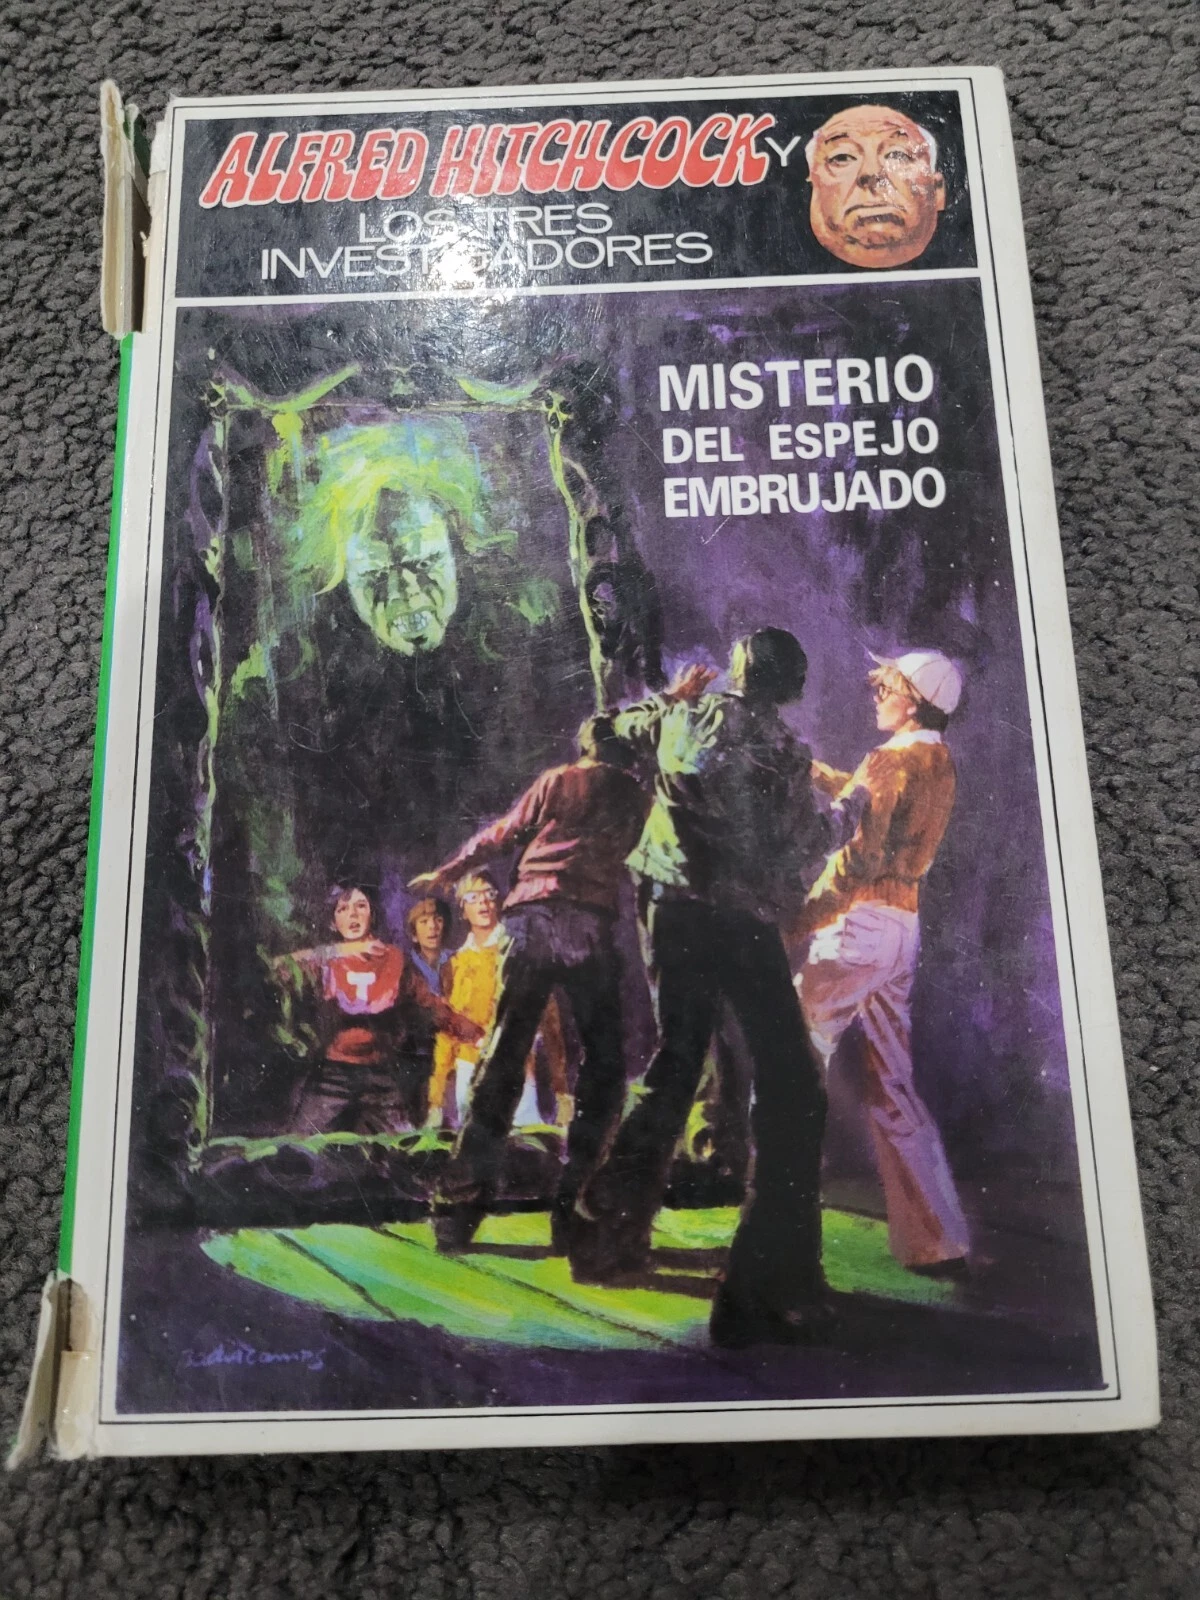 ALFRED HITCHCOCK Y
LOS TRES
INVESTIGADORES
MISTERIO
DEL ESPEJO
EMBRUJADO
T